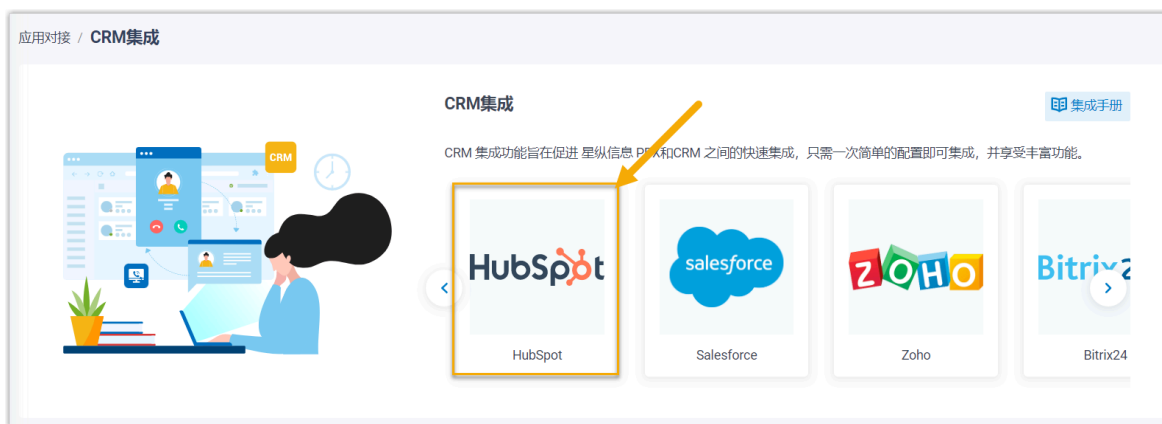 应用对接 / CRM集成
CRM集成
集成手册
CRM 集成功能旨在促进 星纵信息 PBX和CRM 之间的快速集成，只需一次简单的配置即可集成，并享受丰富功能。
CRM
HubSpot
salesforce
ZOHO
Bitrix2
HubSpot
Salesforce
Zoho
Bitrix24